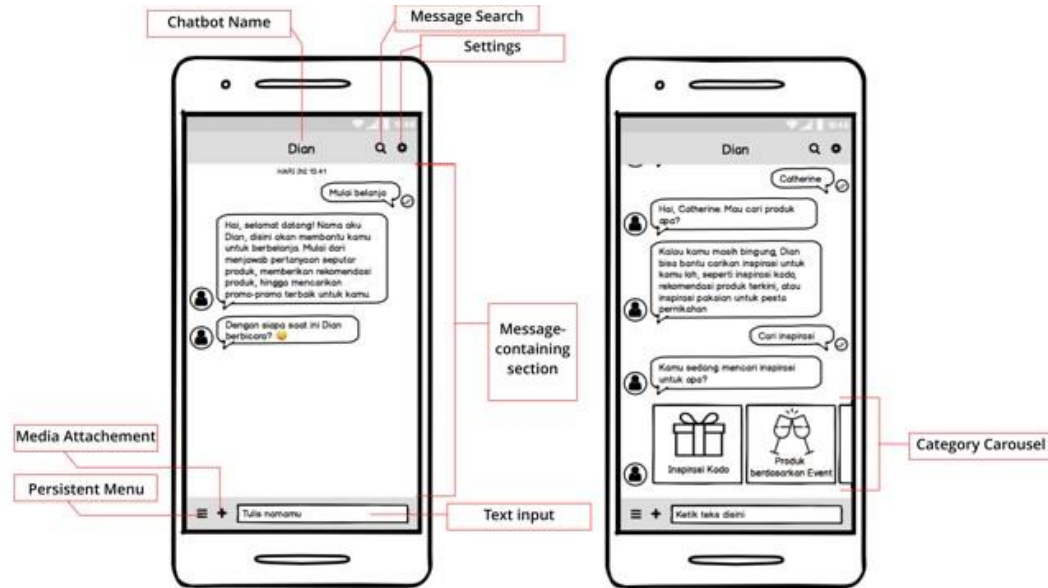 Chatbot Name
Message Search
Settings
Dian
HARI INI 13.41
Mulai belanja
Hai, selamat datang! Nama aku
Dian, disini akan membantu kamu
untuk berbelanja. Mulai dari
menjawab pertanyaan seputar
produk, memberikan rekomendasi
produk, hingga mencarikan
promo-promo terbaik untuk kamu
Dengan siapa saat ini Dian
berbicara? 😄
Message-
containing
section
Media Attachement
Persistent Menu
Tulis namamu
Text input
Dian
Catherine
Hai, Catherine. Mau cari produk
apa?
Kalau kamu masih bingung, Dian
bisa bantu carikan inspirasi untuk
kamu loh, seperti inspirasi kado,
rekomendasi produk terkini, atau
inspirasi pakaian untuk pesta
pernikahan
Cari inspirasi
Kamu sedang mencari inspirasi
untuk apa?
Inspirasi Kado
Produk
berdasarkan Event
Category Carousel
Ketik teks disini